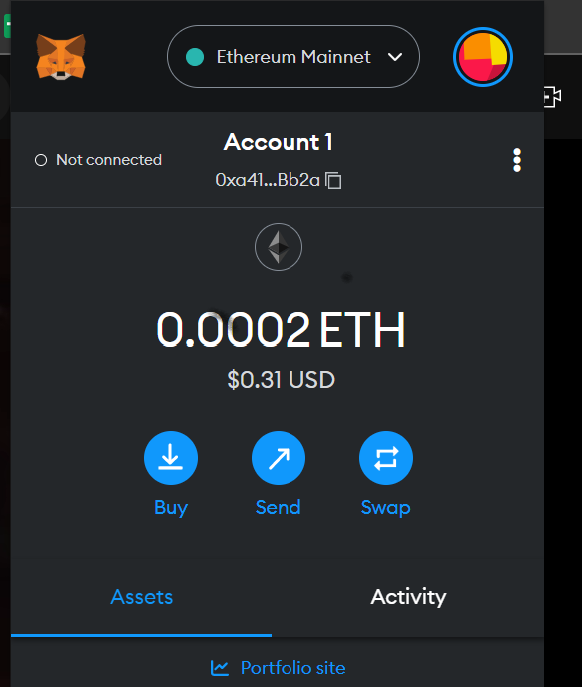 Ethereum Mainnet
Account 1
Not connected
0xa41...Bb2a
0.0002 ETH
$0.31 USD
Buy Send Swap
Assets Activity
Portfolio site